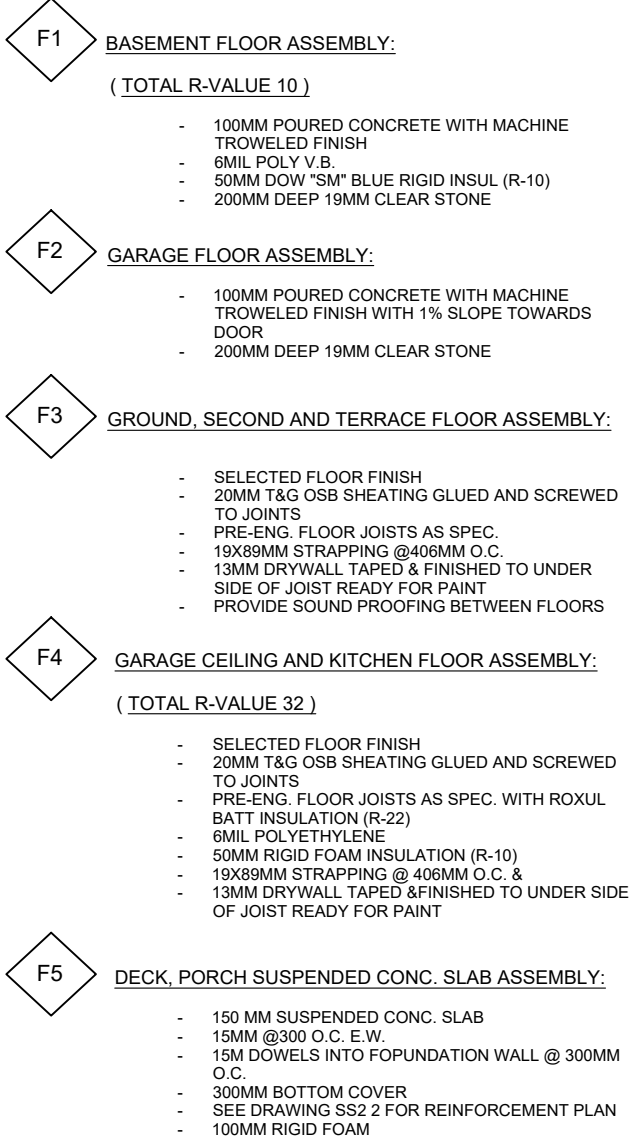 F1
BASEMENT FLOOR ASSEMBLY:
( TOTAL R-VALUE 10 )
- 100MM POURED CONCRETE WITH MACHINE
TROWELED FINISH
- 6MIL POLY V.B.
- 50MM DOW "SM" BLUE RIGID INSUL (R-10)
- 200MM DEEP 19MM CLEAR STONE
F2
GARAGE FLOOR ASSEMBLY:
- 100MM POURED CONCRETE WITH MACHINE
TROWELED FINISH WITH 1% SLOPE TOWARDS
DOOR
- 200MM DEEP 19MM CLEAR STONE
F3
GROUND, SECOND AND TERRACE FLOOR ASSEMBLY:
- SELECTED FLOOR FINISH
- 20MM T&G OSB SHEATING GLUED AND SCREWED
TO JOINTS
- PRE-ENG. FLOOR JOISTS AS SPEC.
- 19X89MM STRAPPING @406MM O.C.
- 13MM DRYWALL TAPED & FINISHED TO UNDER
SIDE OF JOIST READY FOR PAINT
- PROVIDE SOUND PROOFING BETWEEN FLOORS
F4
GARAGE CEILING AND KITCHEN FLOOR ASSEMBLY:
( TOTAL R-VALUE 32 )
- SELECTED FLOOR FINISH
- 20MM T&G OSB SHEATING GLUED AND SCREWED
TO JOINTS
- PRE-ENG. FLOOR JOISTS AS SPEC. WITH ROXUL
BATT INSULATION (R-22)
- 6MIL POLYETHYLENE
- 50MM RIGID FOAM INSULATION (R-10)
- 19X89MM STRAPPING @ 406MM O.C. &
- 13MM DRYWALL TAPED &FINISHED TO UNDER SIDE
OF JOIST READY FOR PAINT
F5
DECK, PORCH SUSPENDED CONC. SLAB ASSEMBLY:
- 150 MM SUSPENDED CONC. SLAB
- 15MM @300 O.C. E.W.
- 15M DOWELS INTO FOPUNDATION WALL @ 300MM
O.C.
- 300MM BOTTOM COVER
- SEE DRAWING SS2 2 FOR REINFORCEMENT PLAN
- 100MM RIGID FOAM